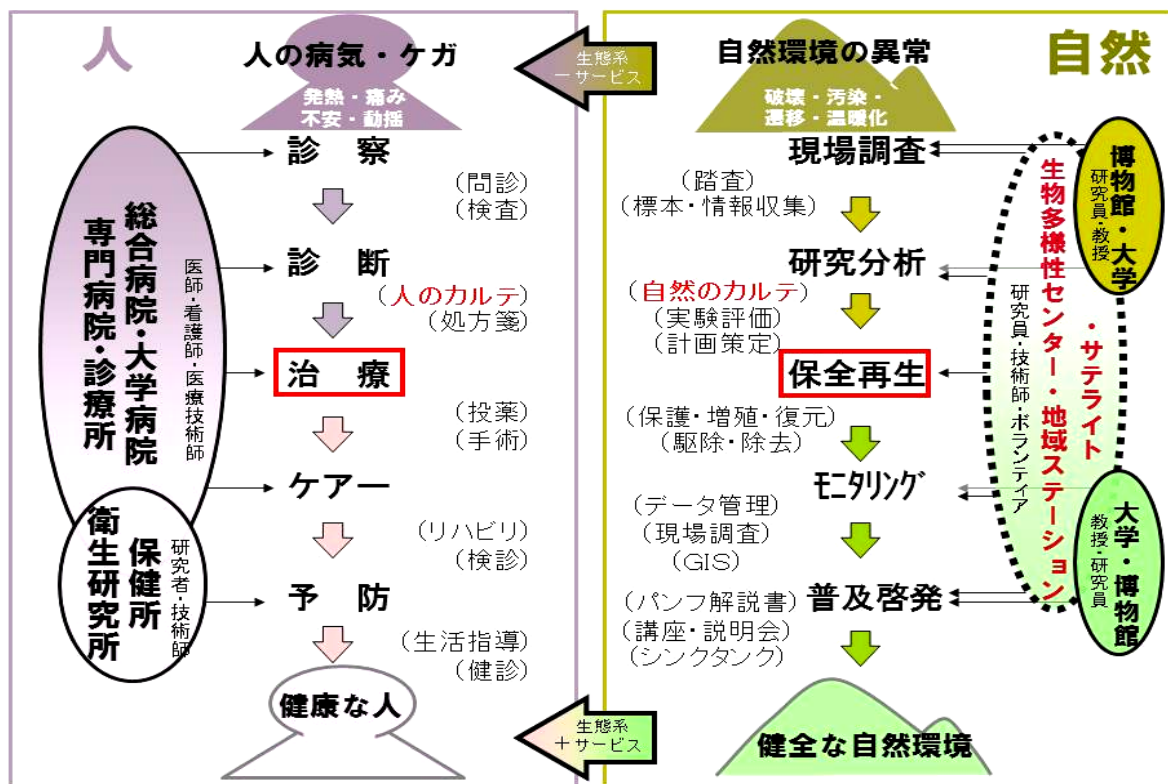 人
人の病気・ケガ
発熱・痛み
不安・動揺
診 察
(問診)
(検査)
診 断
(人のカルテ)
(処方箋)
治 療
(投薬)
(手術)
ケアー
(リハビリ)
(検診)
予 防
(生活指導)
(健診)
健康な人
総合病院・大学病院
専門病院・診療所
医師・看護師・医療技術師
保健所
衛生研究所
研究者・技術師
生態系
－サービス
生態系
＋サービス
自然
自然環境の異常
破壊・汚染・
遷移・温暖化
現場調査
(踏査)
(標本・情報収集)
研究分析
(自然のカルテ)
(実験評価)
(計画策定)
保全再生
(保護・増殖・復元)
(駆除・除去)
モニタリング
(データ管理)
(現場調査)
(GIS)
普及啓発
(パンフ解説書)
(講座・説明会)
(シンクタンク)
健全な自然環境
博物館・大学
研究員・教授
・サテライト
生物多様性センター・地域ステーション
研究員・技術師・ボランティア
大学・博物館
教授・研究員